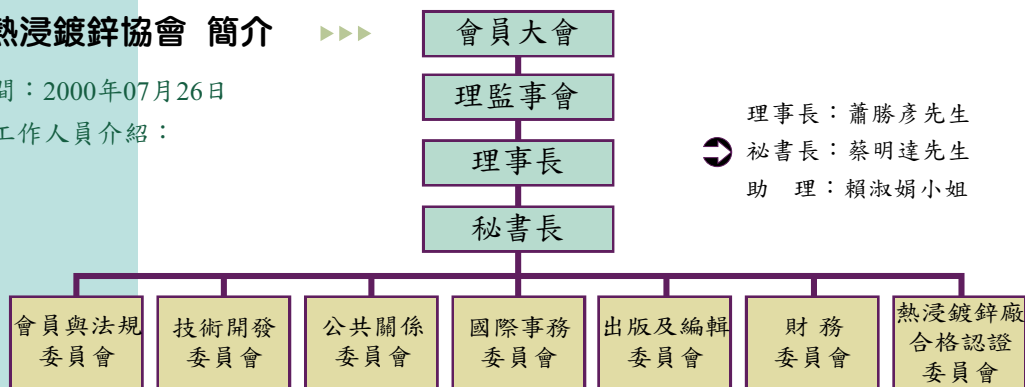 熱浸鍍鋅協會 簡介
會員大會
間：2000年07月26日
工作人員介紹：
理監事會
理事長
秘書長
理事長：蕭勝彥先生
祕書長：蔡明達先生
助　理：賴淑娟小姐
會員與法規
委員會
技術開發
委員會
公共關係
委員會
國際事務
委員會
出版及編輯
委員會
財 務
委員會
熱浸鍍鋅廠
合格認證
委員會